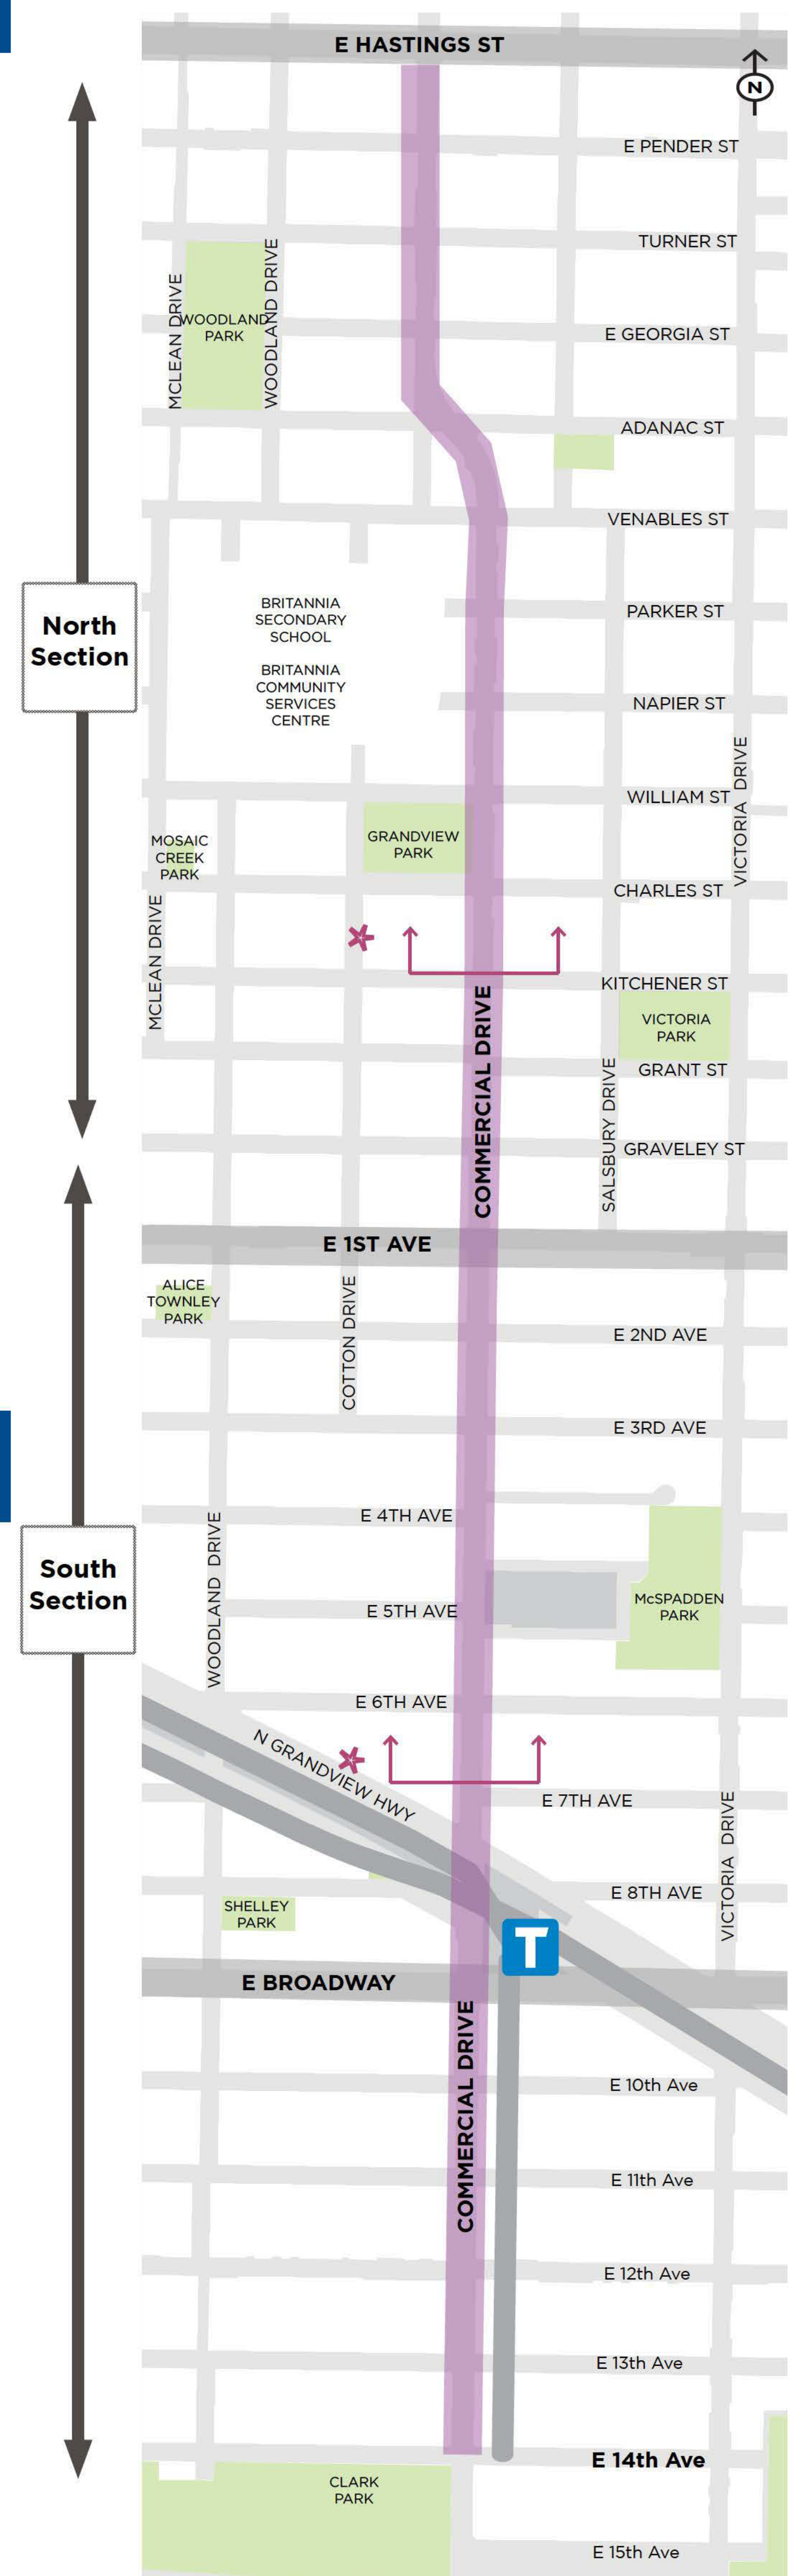 E HASTINGS ST
N
E PENDER ST
TURNER ST
MCLEAN DRIVE
WOODLAND
PARK
WOODLAND DRIVE
E GEORGIA ST
ADANAC ST
VENABLES ST
BRITANNIA
SECONDARY
SCHOOL
PARKER ST
North
Section
BRITANNIA
COMMUNITY
SERVICES
CENTRE
NAPIER ST
VICTORIA DRIVE
WILLIAM ST
MOSAIC
CREEK
PARK
GRANDVIEW
PARK
CHARLES ST
MCLEAN DRIVE
KITCHENER ST
COMMERCIAL DRIVE
VICTORIA
PARK
SALSBURY DRIVE
GRANT ST
GRAVELEY ST
E 1ST AVE
ALICE
TOWNLEY
PARK
COTTON DRIVE
E 2ND AVE
E 3RD AVE
WOODLAND DRIVE
E 4TH AVE
South
Section
E 5TH AVE
McSPADDEN
PARK
E 6TH AVE
N GRANDVIEW HWY
E 7TH AVE
VICTORIA DRIVE
E 8TH AVE
SHELLEY
PARK
T
E BROADWAY
COMMERCIAL DRIVE
E 10th Ave
E 11th Ave
E 12th Ave
E 13th Ave
E 14th Ave
CLARK
PARK
E 15th Ave